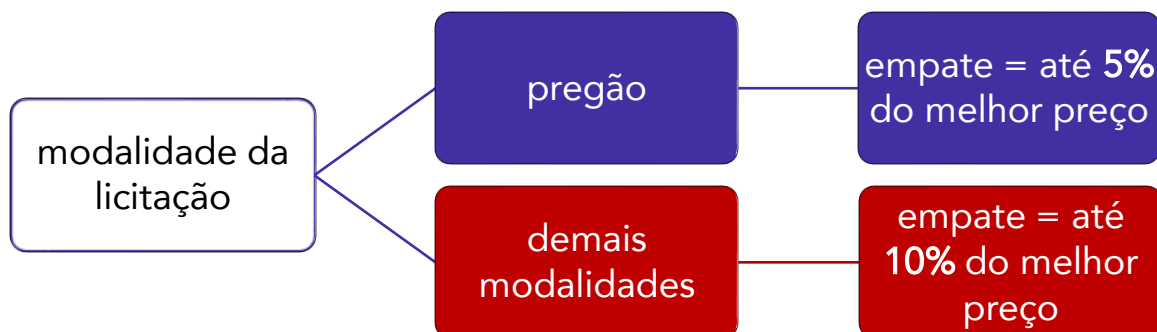 modalidade da
licitação
pregão
empate = até 5%
do melhor preço
demais
modalidades
empate = até
10% do melhor
preço